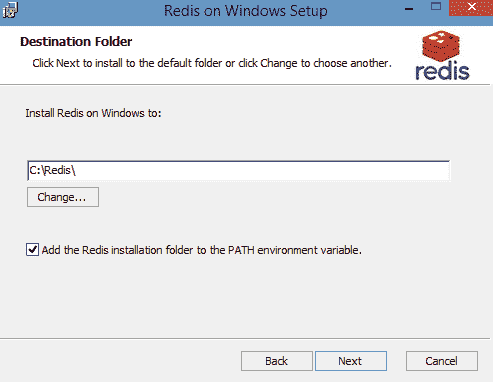 Redis on Windows Setup
Destination Folder
Click Next to install to the default folder or click Change to choose another.
redis
Install Redis on Windows to:
C:\Redis\
Change...
Add the Redis installation folder to the PATH environment variable.
Back
Next
Cancel